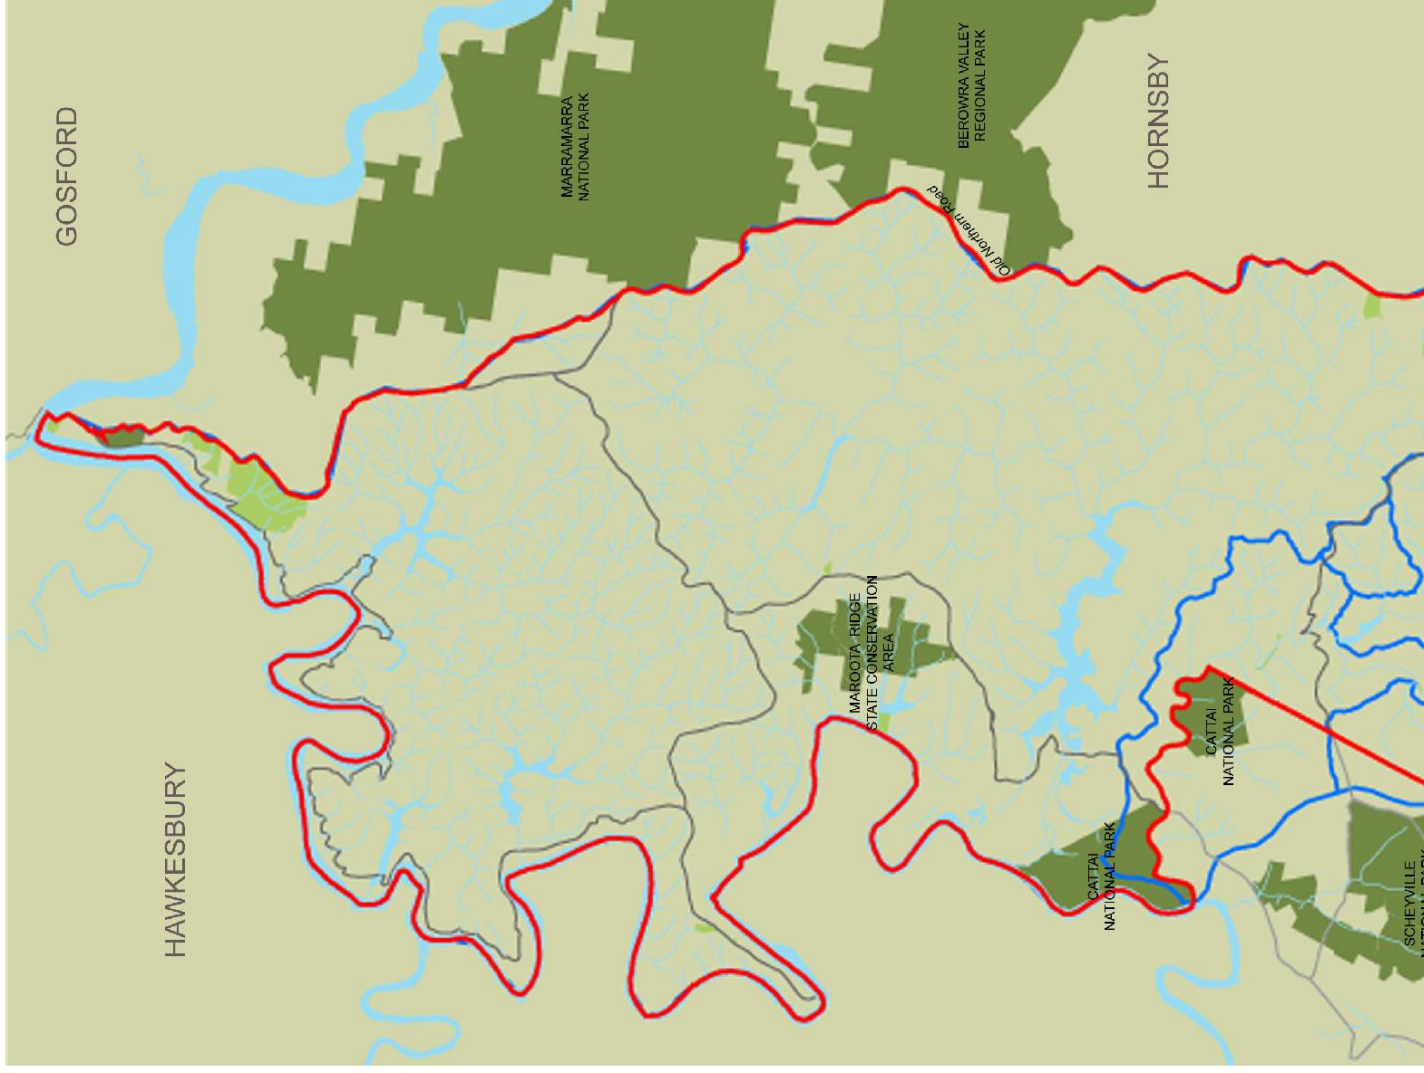 GOSFORD
HAWKESBURY
MARRAMARRA
NATIONAL PARK
MAROOTA RIDGE
STATE CONSERVATION
AREA
BEROWRA VALLEY
REGIONAL PARK
Old Northern Road
HORNSBY
CATTAI
NATIONAL PARK
CATTAI
NATIONAL PARK
SCHEYVILLE